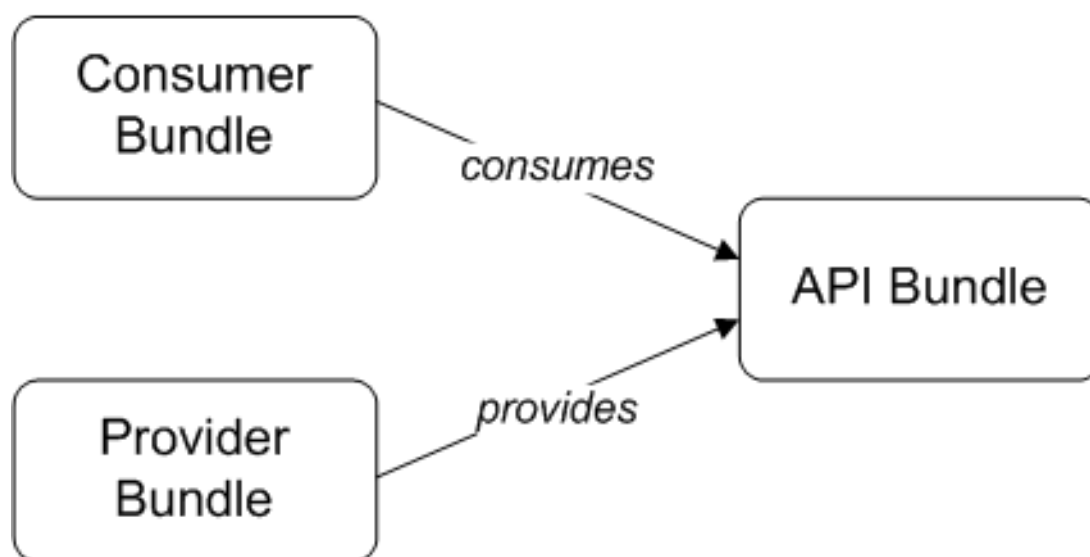 Consumer
Bundle
consumes
API Bundle
provides
Provider
Bundle